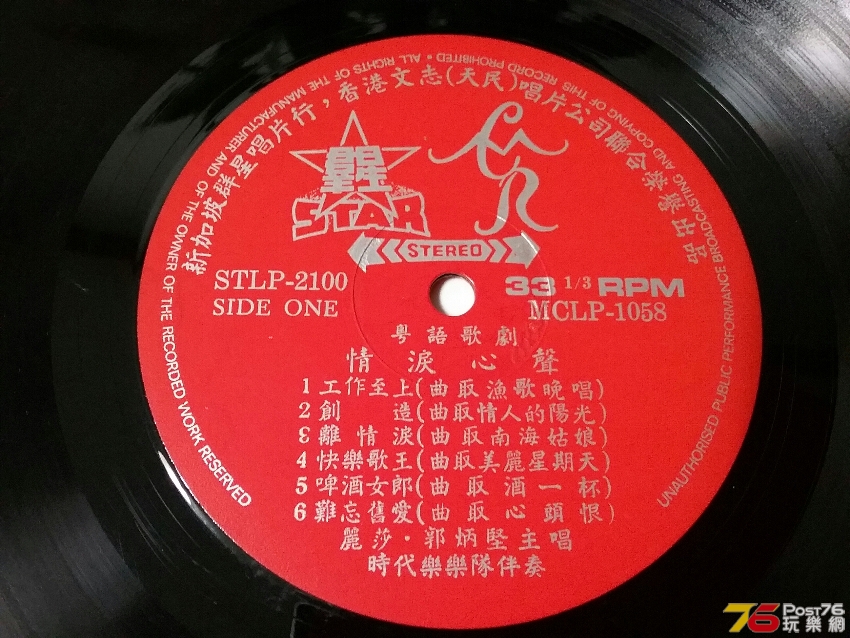 新加坡群星唱片行，香港文志(天民)唱片公司聯合榮譽出品
群星
STAR
STEREO
STLP-2100
SIDE ONE
33 1/3 RPM
MCLP-1058
粵語歌劇
情淚心聲
1 工作至上(曲取漁歌晚唱)
2 創造(曲取情人的陽光)
3 離情淚(曲取南海姑娘)
4 快樂歌王(曲取美麗星期天)
5 啤酒女郎(曲取酒一杯)
6 難忘舊愛(曲取心頭恨)
麗莎·郭炳堅主唱
時代樂樂隊伴奏
UNAUTHORISED PUBLIC PERFORMANCE BROADCASTING AND COPYING OF THIS RECORD PROHIBITED • ALL RIGHTS OF THE MANUFACTURER AND OF THE OWNER OF THE RECORDED WORK RESERVED
76 Post76
玩樂網